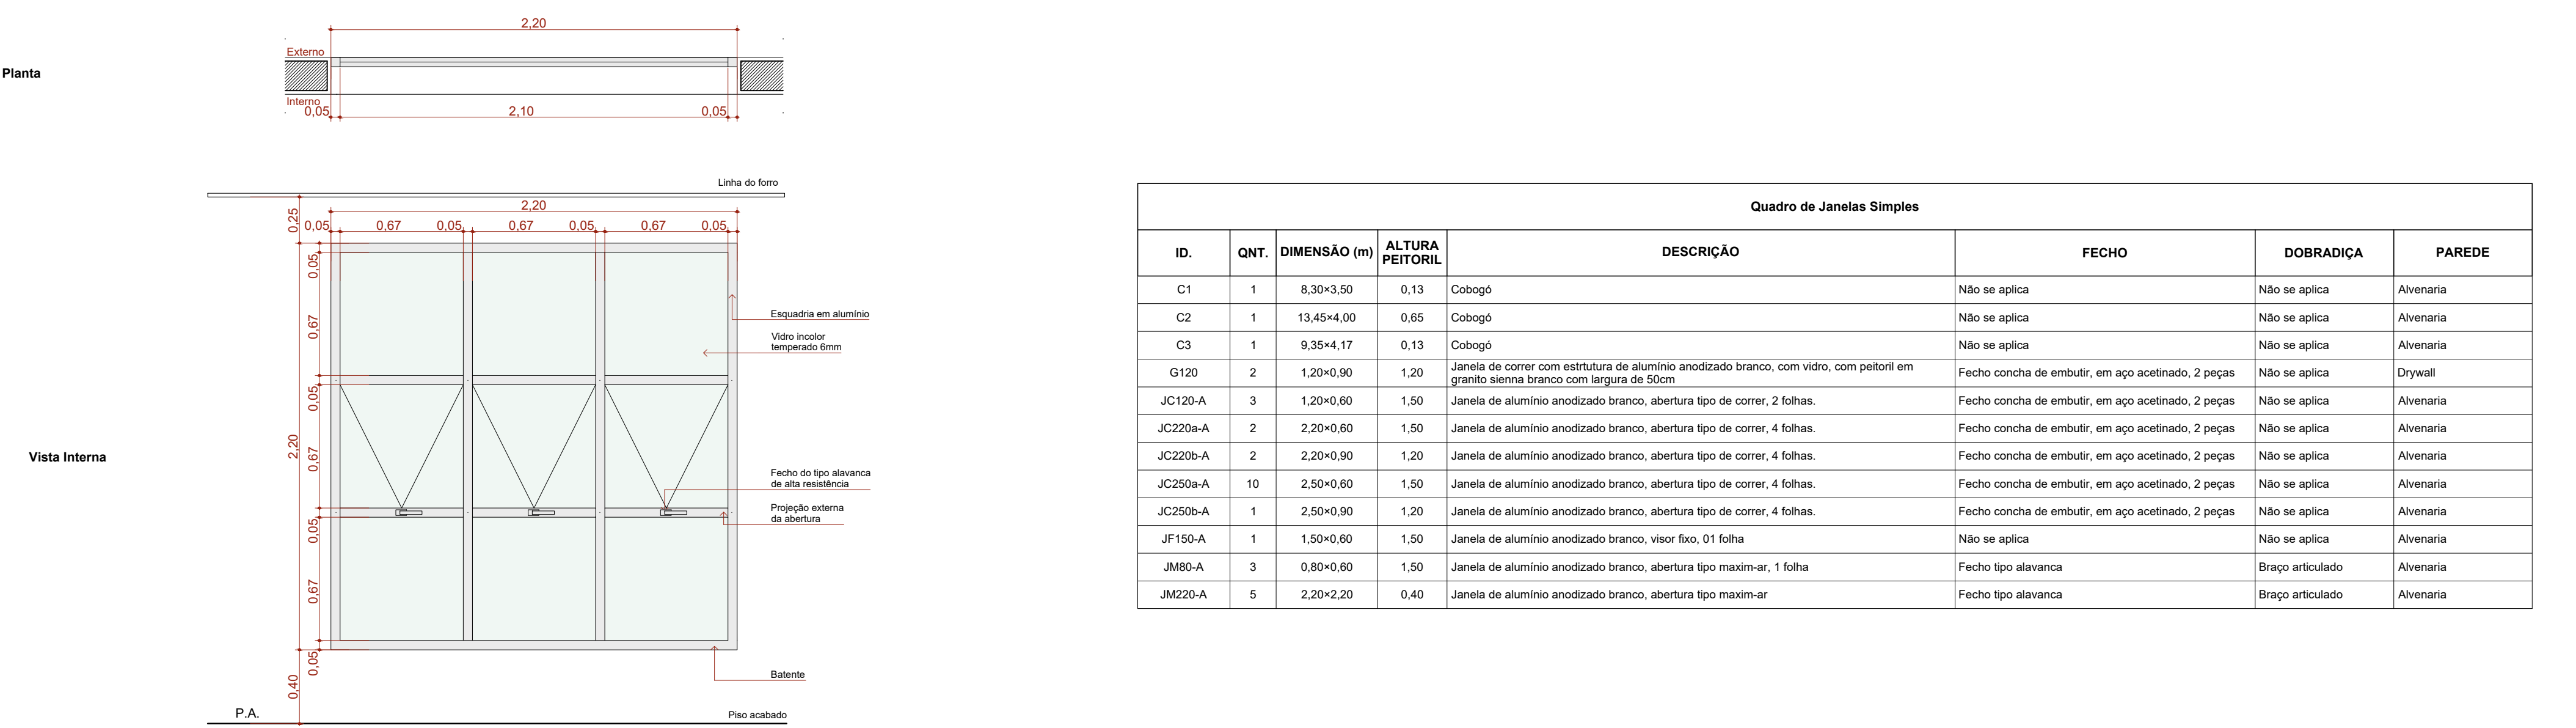 2,20
Externo
Planta
Interno
0,05
2,10
0,05
Linha do forro
0,25
2,20
0,05
0,67
0,05
0,67
0,05
0,67
0,05
0,05
0,67
0,05
2,20
0,67
0,05
0,67
0,05
0,40
Esquadria em alumínio
Vidro incolor
temperado 6mm
Vista Interna
Fecho do tipo alavanca
de alta resistência
Projeção externa
da abertura
Batente
P.A.
Piso acabado
Quadro de Janelas Simples
ID. QNT. DIMENSÃO (m) ALTURA PEITORIL DESCRIÇÃO FECHO DOBRADIÇA PAREDE
C1 1 8,30×3,50 0,13 Cobogó Não se aplica Não se aplica Alvenaria
C2 1 13,45×4,00 0,65 Cobogó Não se aplica Não se aplica Alvenaria
C3 1 9,35×4,17 0,13 Cobogó Não se aplica Não se aplica Alvenaria
G120 2 1,20×0,90 1,20 Janela de correr com estrtutura de alumínio anodizado branco, com vidro, com peitoril em
granito sienna branco com largura de 50cm Fecho concha de embutir, em aço acetinado, 2 peças Não se aplica Drywall
JC120-A 3 1,20×0,60 1,50 Janela de alumínio anodizado branco, abertura tipo de correr, 2 folhas. Fecho concha de embutir, em aço acetinado, 2 peças Não se aplica Alvenaria
JC220a-A 2 2,20×0,60 1,50 Janela de alumínio anodizado branco, abertura tipo de correr, 4 folhas. Fecho concha de embutir, em aço acetinado, 2 peças Não se aplica Alvenaria
JC220b-A 2 2,20×0,90 1,20 Janela de alumínio anodizado branco, abertura tipo de correr, 4 folhas. Fecho concha de embutir, em aço acetinado, 2 peças Não se aplica Alvenaria
JC250a-A 10 2,50×0,60 1,50 Janela de alumínio anodizado branco, abertura tipo de correr, 4 folhas. Fecho concha de embutir, em aço acetinado, 2 peças Não se aplica Alvenaria
JC250b-A 1 2,50×0,90 1,20 Janela de alumínio anodizado branco, abertura tipo de correr, 4 folhas. Fecho concha de embutir, em aço acetinado, 2 peças Não se aplica Alvenaria
JF150-A 1 1,50×0,60 1,50 Janela de alumínio anodizado branco, visor fixo, 01 folha Não se aplica Não se aplica Alvenaria
JM80-A 3 0,80×0,60 1,50 Janela de alumínio anodizado branco, abertura tipo maxim-ar, 1 folha Fecho tipo alavanca Braço articulado Alvenaria
JM220-A 5 2,20×2,20 0,40 Janela de alumínio anodizado branco, abertura tipo maxim-ar Fecho tipo alavanca Braço articulado Alvenaria